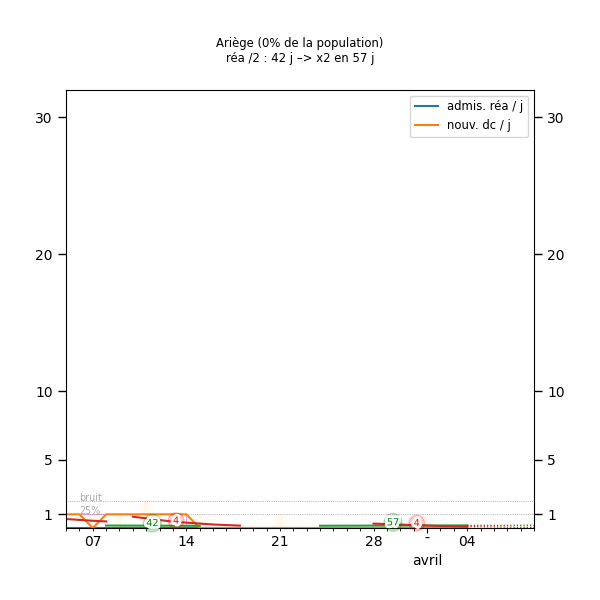 Ariège (0% de la population)
réa /2 : 42 j –> x2 en 57 j
admis. réa / j
nouv. dc / j
30 30
20 20
10 10
5 5
bruit
25%
1 1
42 4 57 4
07 14 21 28 - 04
avril